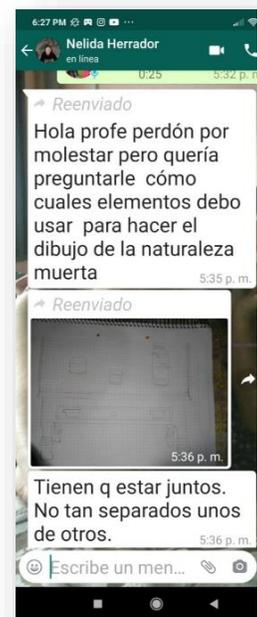 6:27 PM
Nelida Herrador
en línea
0:25 5:32 p. m.
Reenviado
Hola profe perdón por
molestar pero quería
preguntarle cómo
cuales elementos debo
usar para hacer el
dibujo de la naturaleza
muerta
5:35 p. m.
Reenviado
5:36 p. m.
Tienen q estar juntos.
No tan separados unos
de otros.
5:36 p. m.
Escribe un men...